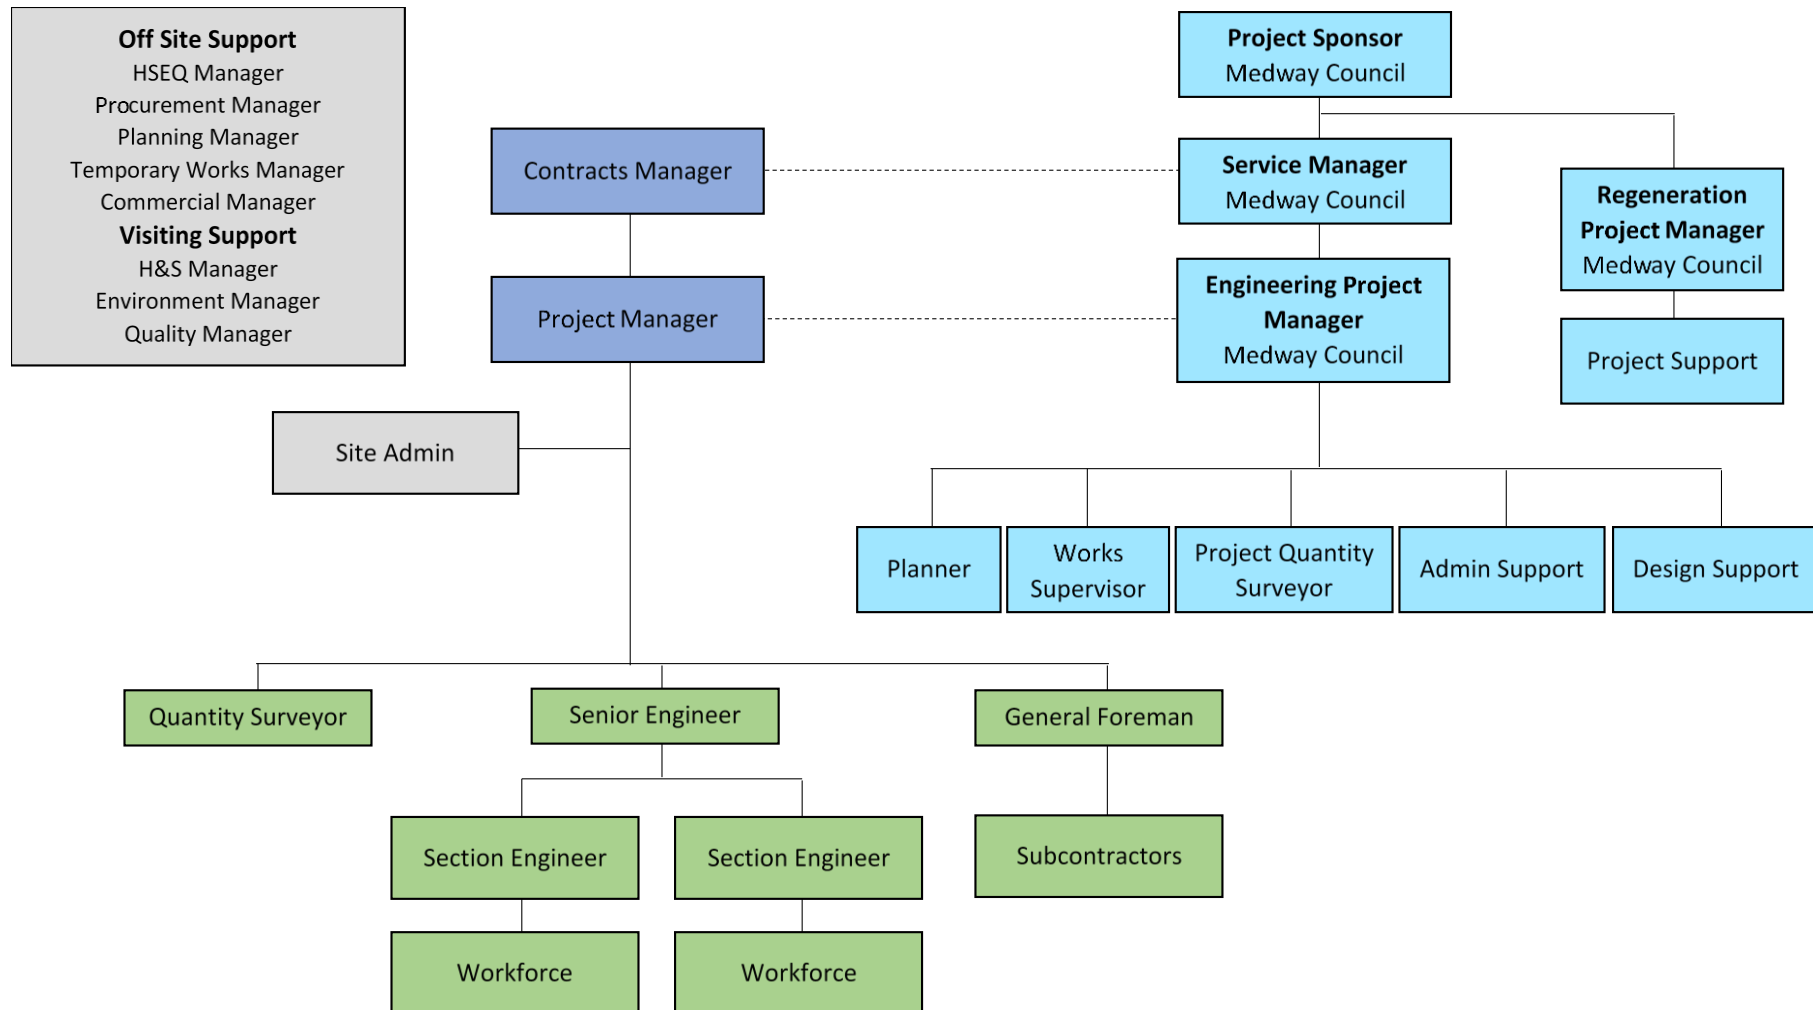 Off Site Support
HSEQ Manager
Procurement Manager
Planning Manager
Temporary Works Manager
Commercial Manager
Visiting Support
H&S Manager
Environment Manager
Quality Manager
Project Sponsor
Medway Council
Contracts Manager
Service Manager
Medway Council
Regeneration
Project Manager
Medway Council
Project Manager
Engineering Project
Manager
Medway Council
Project Support
Site Admin
Planner
Works
Supervisor
Project Quantity
Surveyor
Admin Support
Design Support
Quantity Surveyor
Senior Engineer
General Foreman
Section Engineer
Section Engineer
Subcontractors
Workforce
Workforce